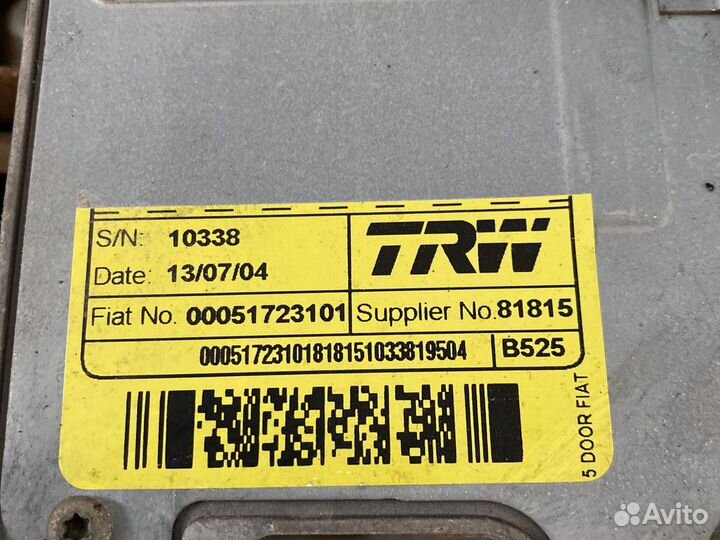 S/N: 10338
TRW
Date: 13/07/04
Fiat No. 00051723101
Supplier No. 81815
00051723101818151033819504
B525
5 DOOR FIAT
Avito